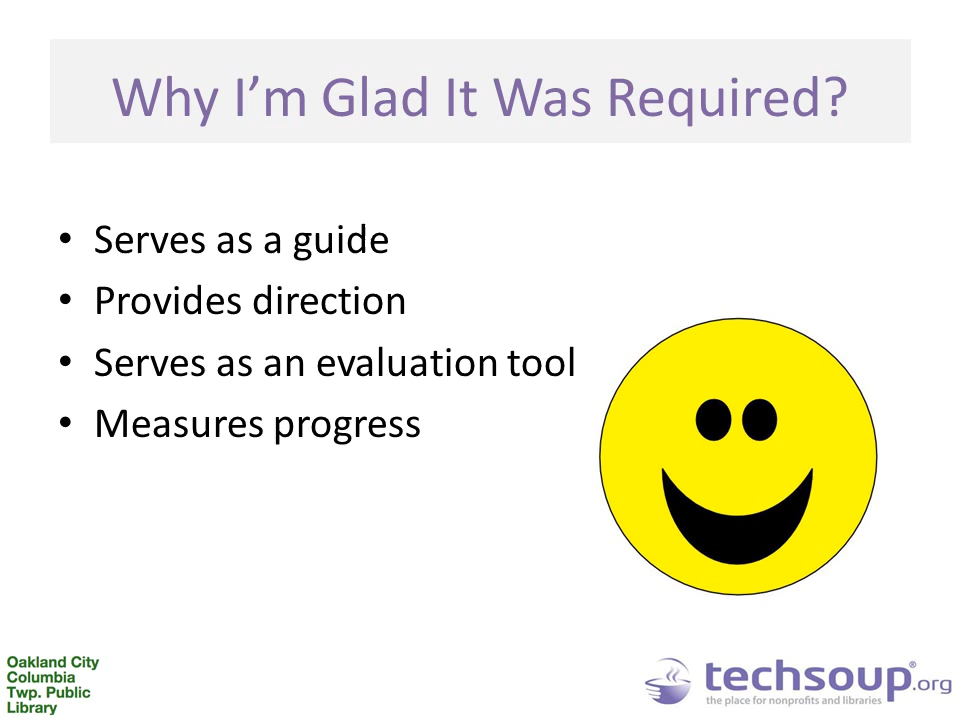 Why I’m Glad It Was Required?
• Serves as a guide
• Provides direction
• Serves as an evaluation tool
• Measures progress
Oakland City
Columbia
Twp. Public
Library
techsoup®.org
the place for nonprofits and libraries